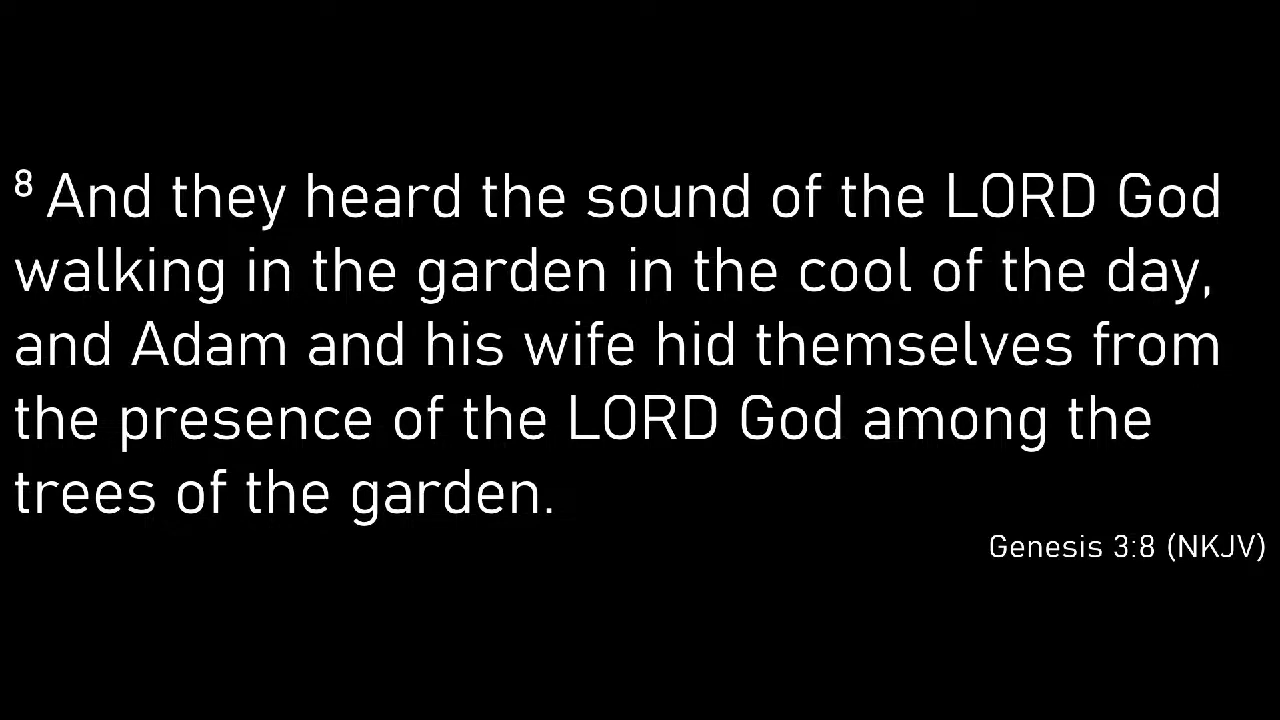 8 And they heard the sound of the LORD God
walking in the garden in the cool of the day,
and Adam and his wife hid themselves from
the presence of the LORD God among the
trees of the garden.
Genesis 3:8 (NKJV)